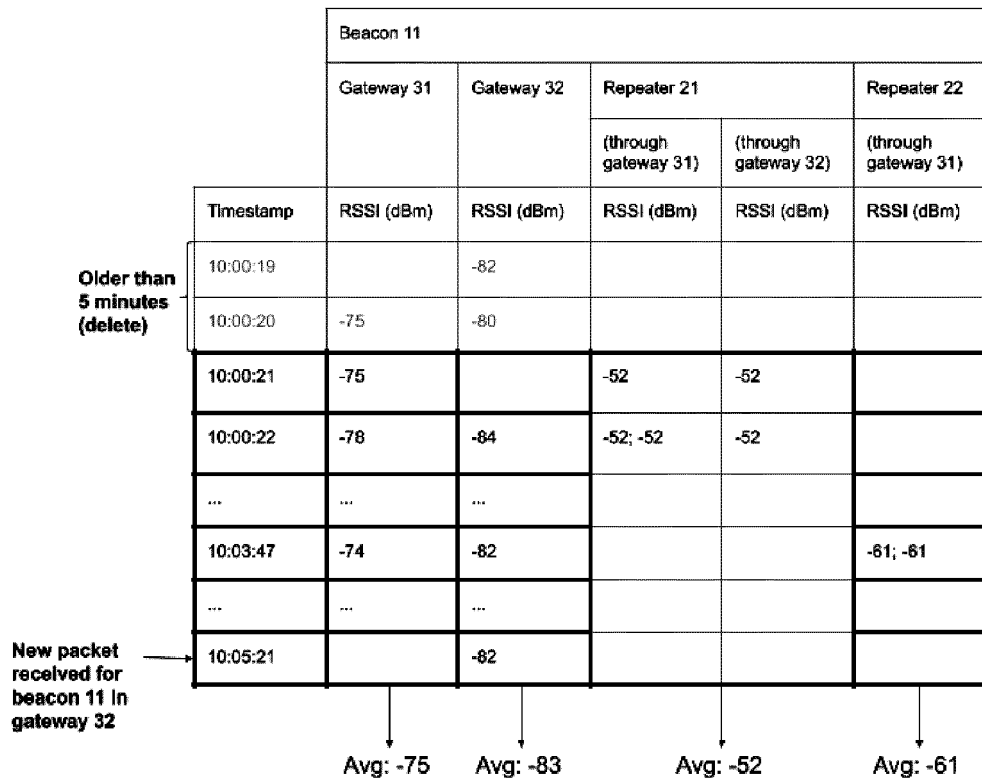 Beacon 11
Gateway 31 Gateway 32 Repeater 21 Repeater 22
(through gateway 31) (through gateway 32) (through gateway 31)
Timestamp RSSI (dBm) RSSI (dBm) RSSI (dBm) RSSI (dBm) RSSI (dBm)
Older than
5 minutes
(delete)
10:00:19 -82
10:00:20 -75 -80
10:00:21 -75 -52 -52
10:00:22 -78 -84 -52; -52 -52
... ... ...
10:03:47 -74 -82 -61; -61
... ... ...
New packet
received for
beacon 11 in
gateway 32
10:05:21 -82
Avg: -75 Avg: -83 Avg: -52 Avg: -61